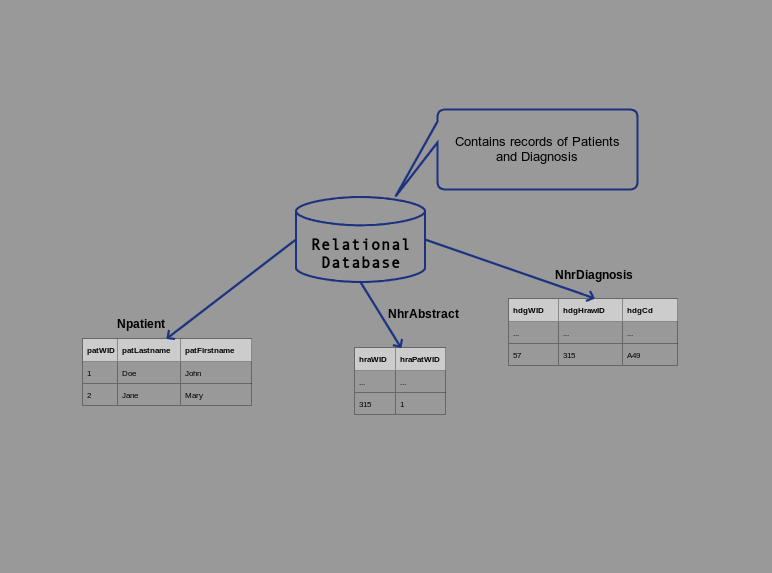 Contains records of Patients
and Diagnosis
Relational
Database
NhrDiagnosis
hdgWID hdgHrawID hdgCd
... ... ...
57 315 A49
NhrAbstract
hraWID hraPatWID
... ...
315 1
Npatient
patWID patLastname patFirstname
1 Doe John
2 Jane Mary